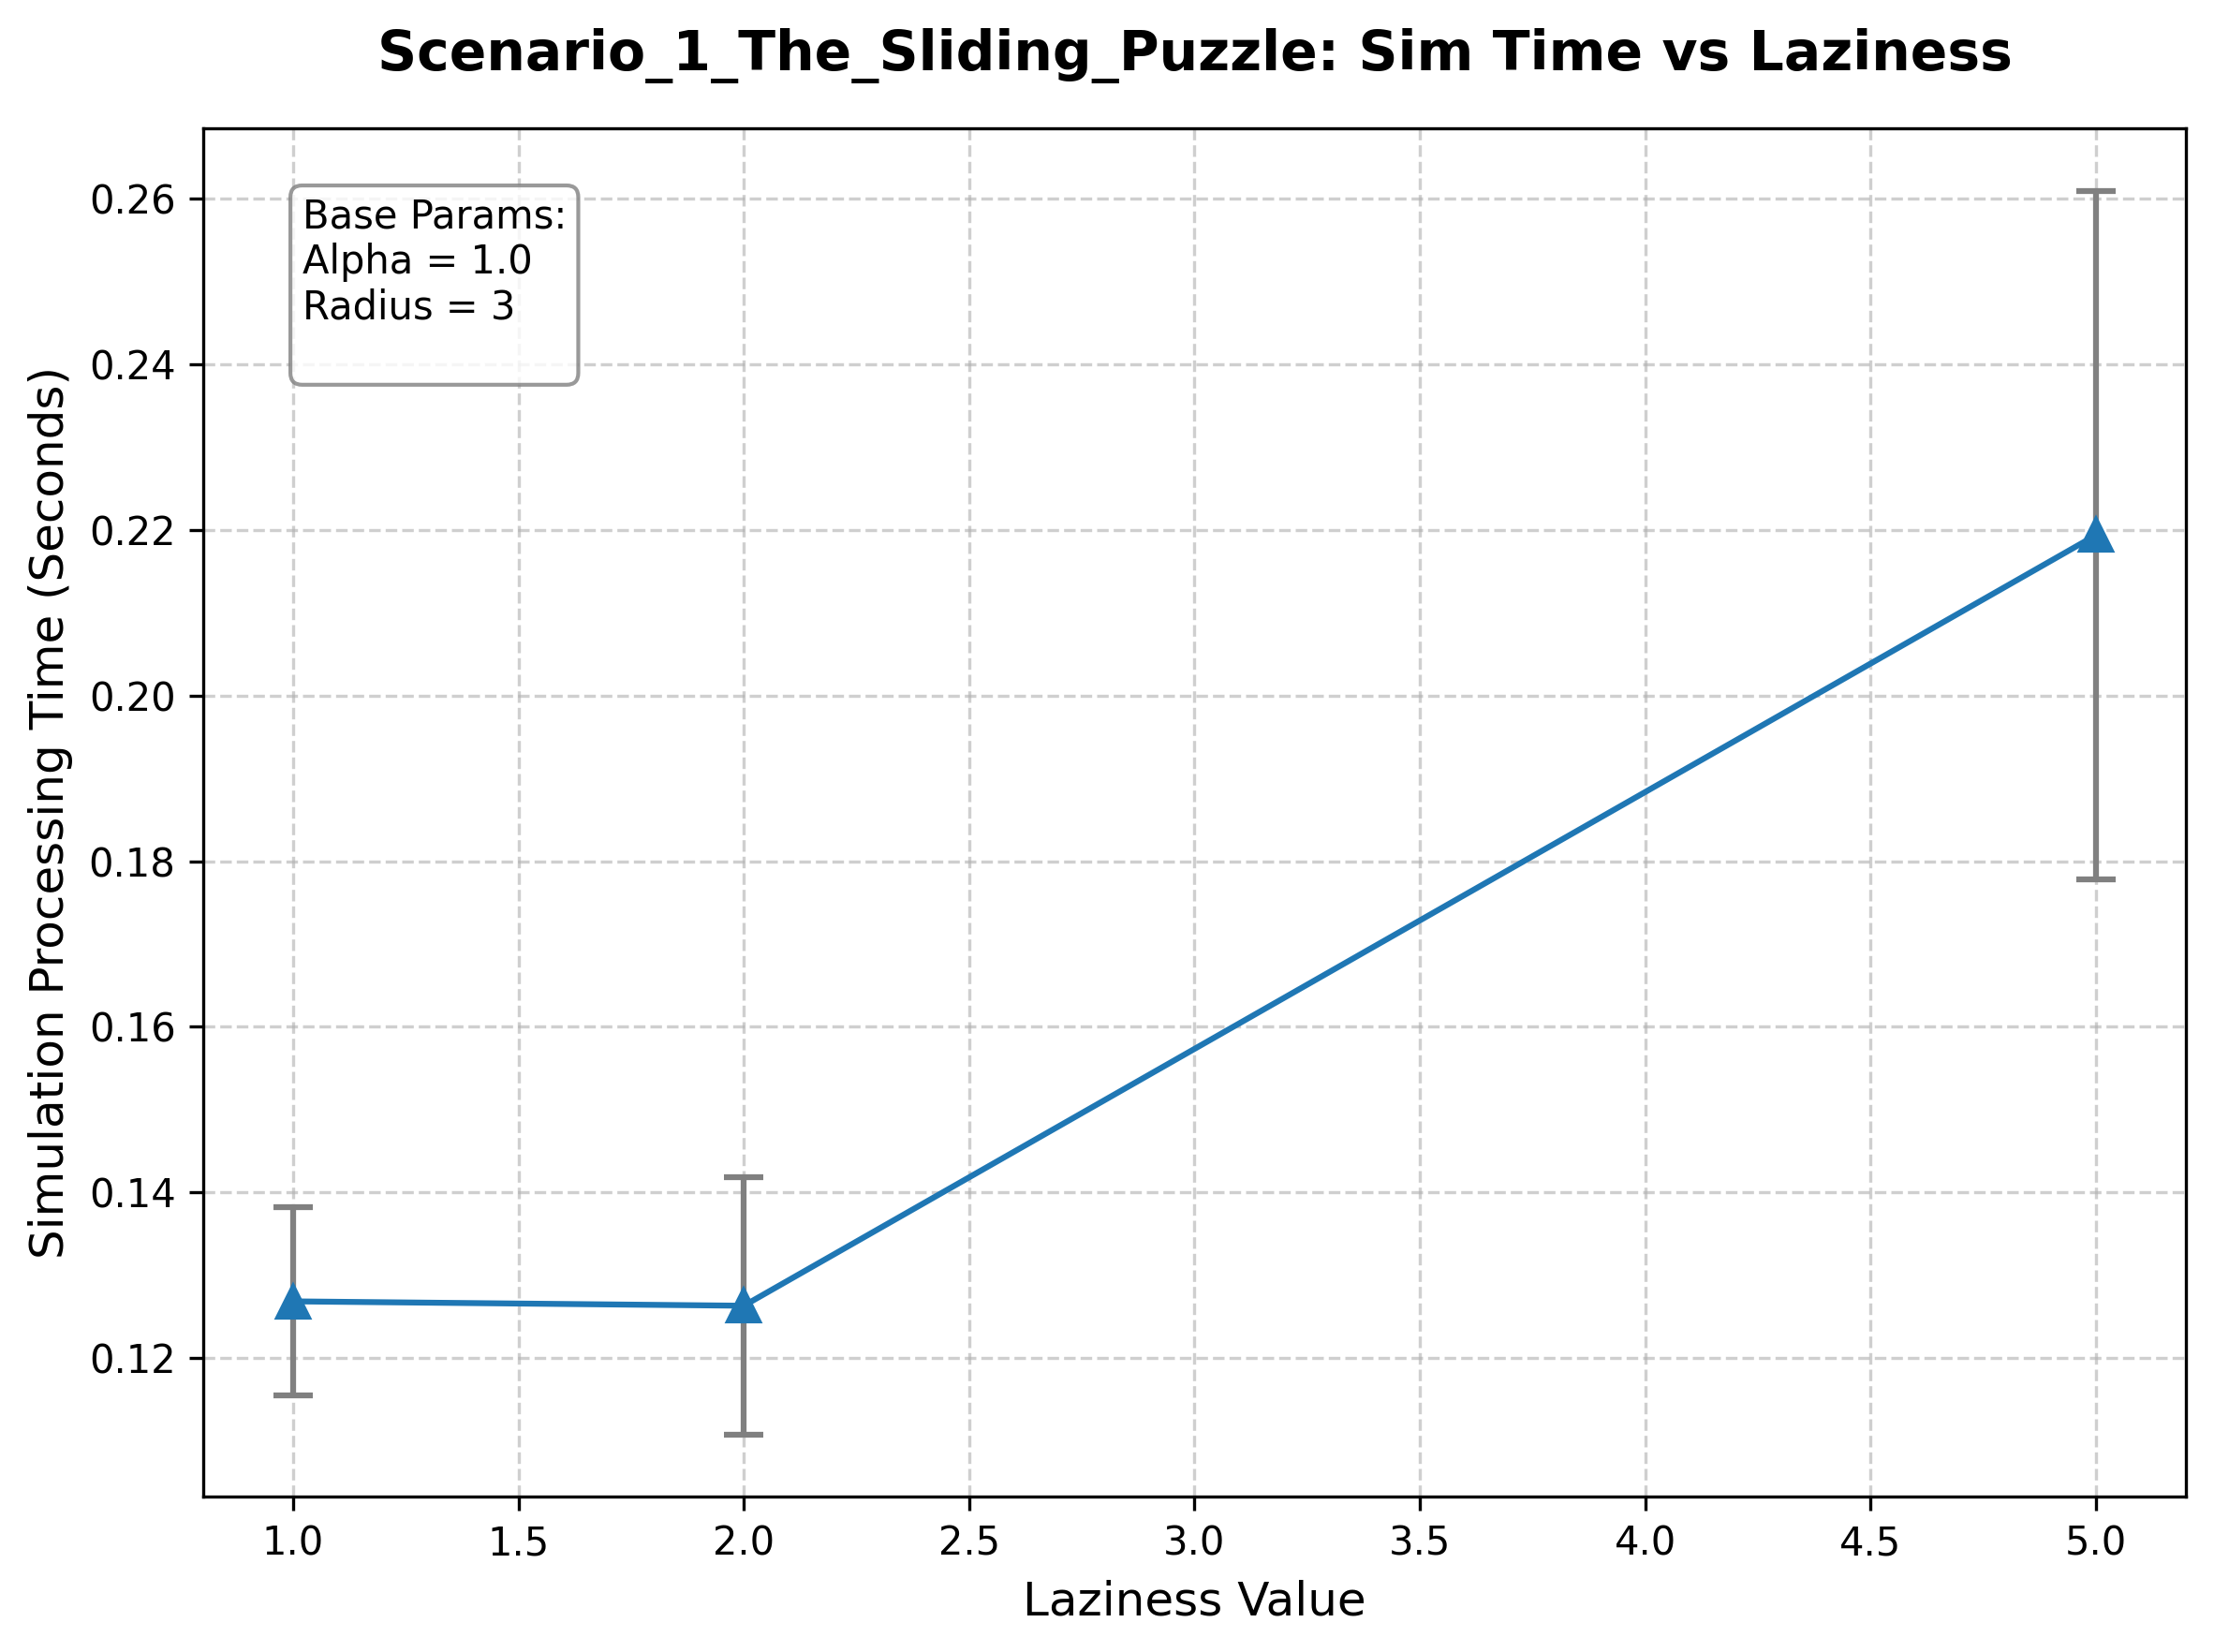 Scenario_1_The_Sliding_Puzzle: Sim Time vs Laziness
Base Params:
Alpha = 1.0
Radius = 3
Simulation Processing Time (Seconds)
0.26
0.24
0.22
0.20
0.18
0.16
0.14
0.12
1.0 1.5 2.0 2.5 3.0 3.5 4.0 4.5 5.0
Laziness Value